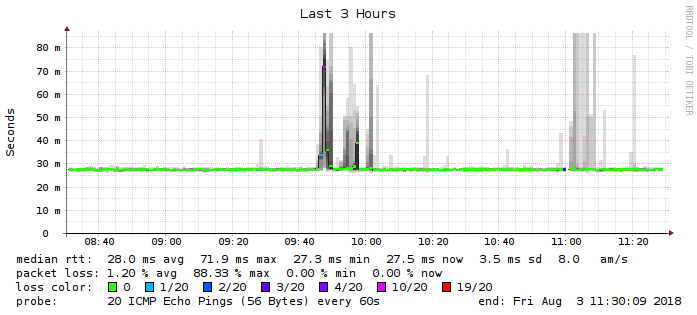 Last 3 Hours
RRDTOOL / TOBI OETIKER
Seconds
80 m
70 m
60 m
50 m
40 m
30 m
20 m
10 m
0
08:40 09:00 09:20 09:40 10:00 10:20 10:40 11:00 11:20
median rtt: 28.0 ms avg 71.9 ms max 27.3 ms min 27.5 ms now 3.5 ms sd 8.0 am/s
packet loss: 1.20 % avg 88.33 % max 0.00 % min 0.00 % now
loss color: 0 1/20 2/20 3/20 4/20 10/20 19/20
probe: 20 ICMP Echo Pings (56 Bytes) every 60s end: Fri Aug 3 11:30:09 2018